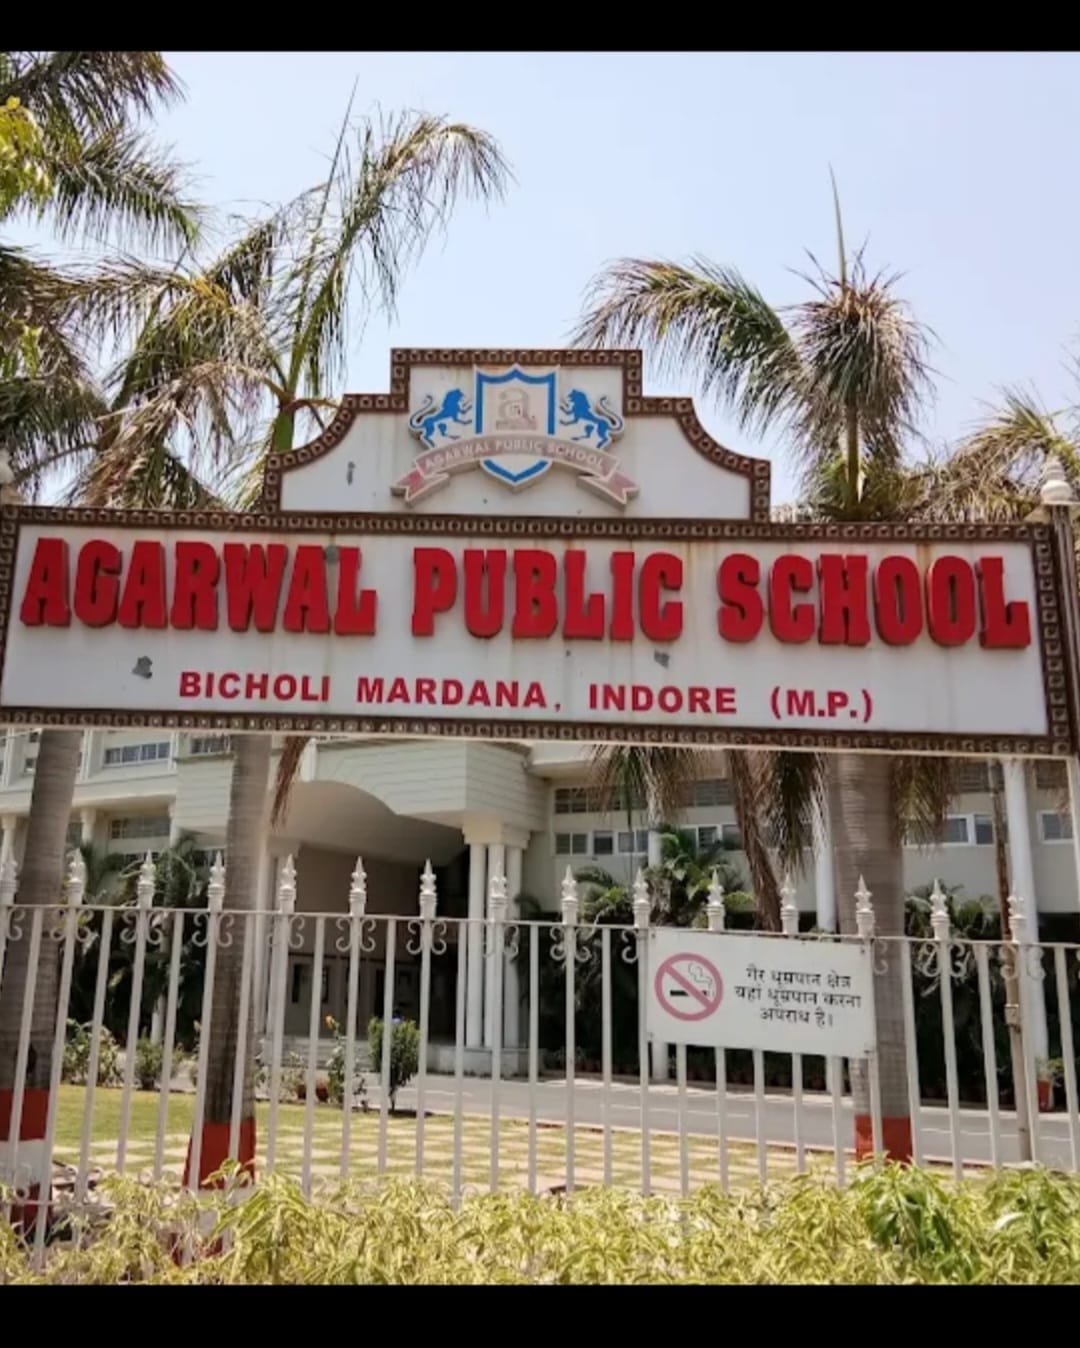 AGARWAL PUBLIC SCHOOL
AGARWAL PUBLIC SCHOOL
BICHOLI MARDANA, INDORE (M.P.)
गैर धूम्रपान क्षेत्र
यहां धूम्रपान करना
अपराध है।